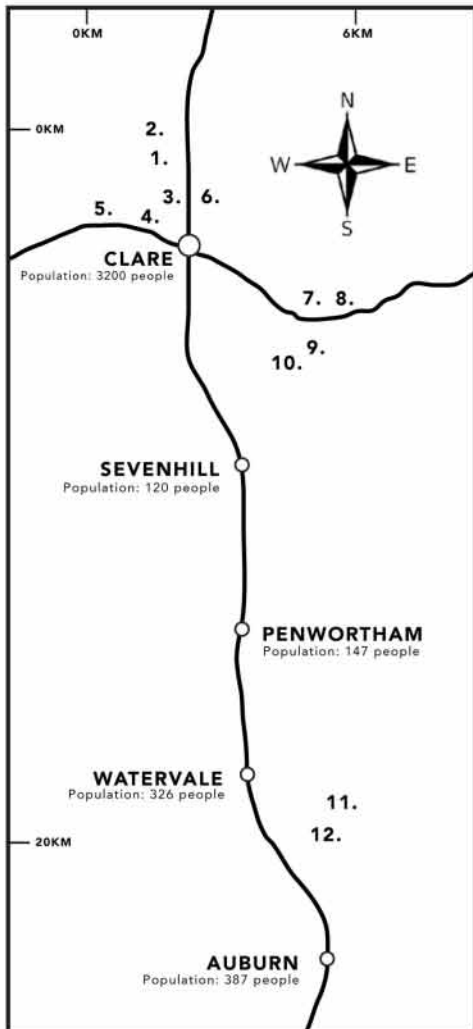 0KM
6KM
0KM
N
W
E
S
2.
1.
3.
6.
5.
4.
CLARE
Population: 3200 people
7.
8.
9.
10.
SEVENHILL
Population: 120 people
PENWORTHAM
Population: 147 people
WATERVALE
Population: 326 people
11.
12.
20KM
AUBURN
Population: 387 people